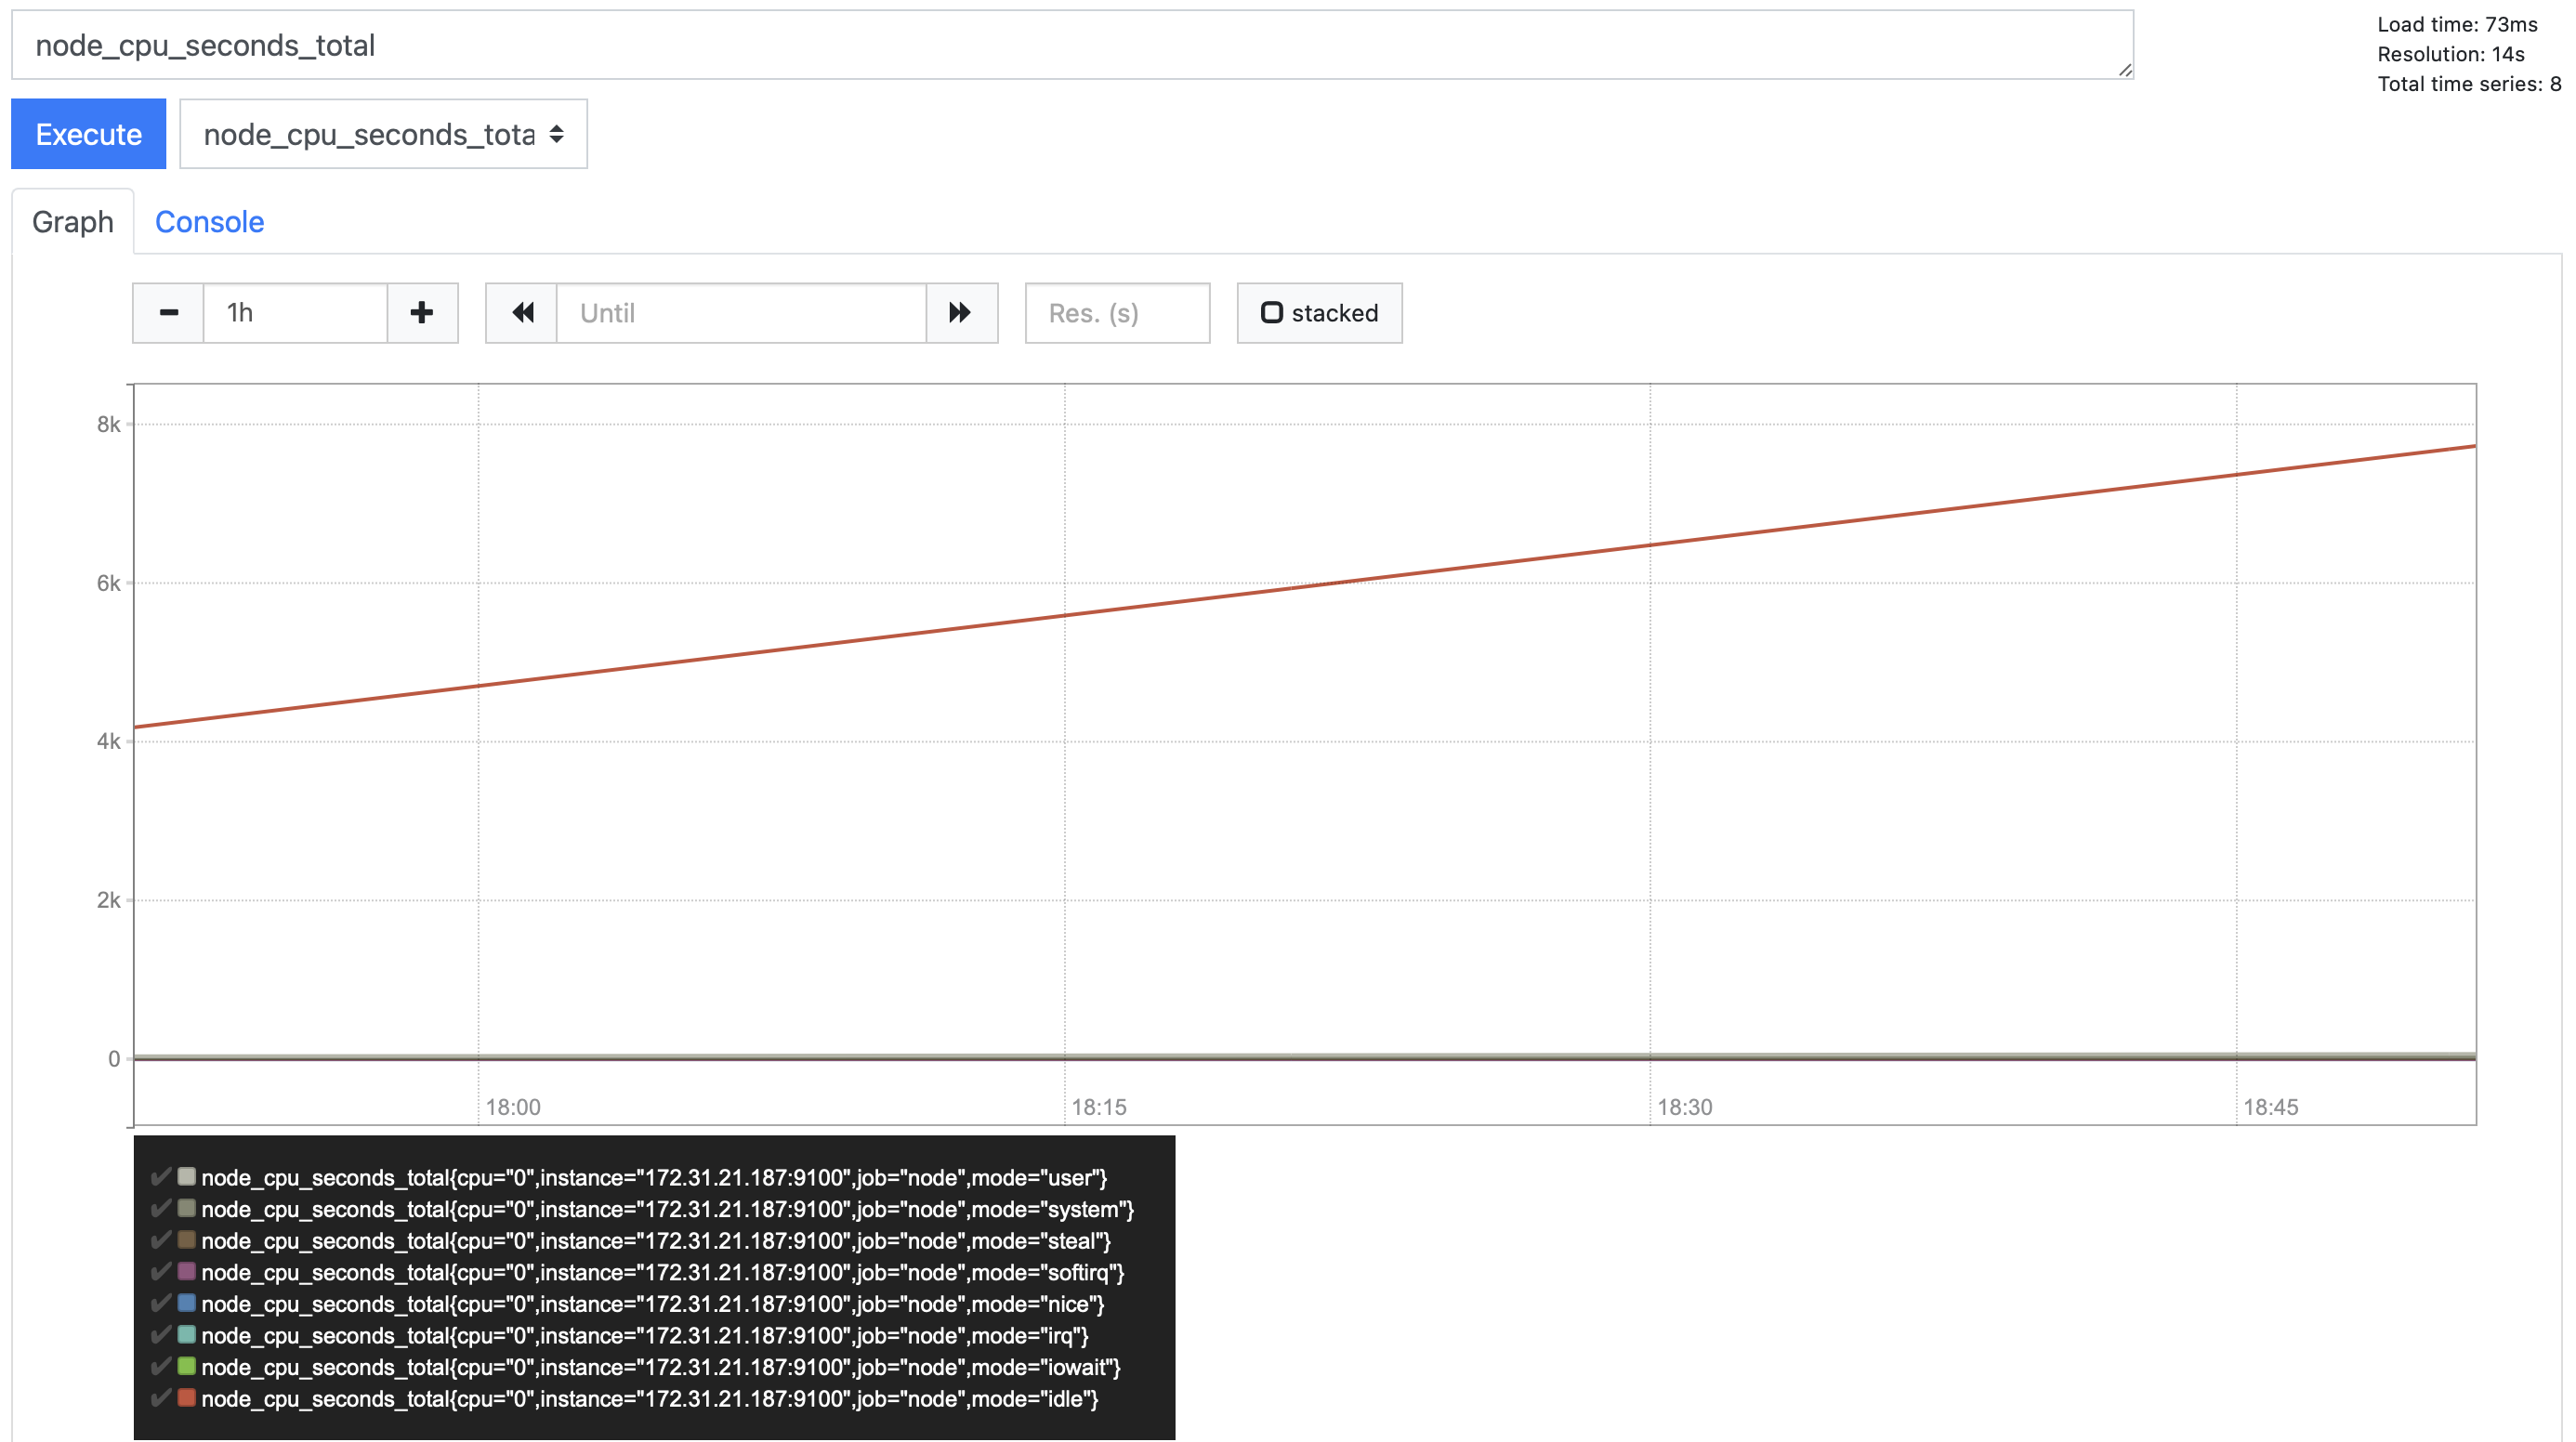 node_cpu_seconds_total
Load time: 73ms
Resolution: 14s
Total time series: 8
Execute
node_cpu_seconds_tota
Graph Console
1h Until Res. (s) stacked
8k
6k
4k
2k
0
18:00 18:15 18:30 18:45
node_cpu_seconds_total{cpu="0",instance="172.31.21.187:9100",job="node",mode="user"}
node_cpu_seconds_total{cpu="0",instance="172.31.21.187:9100",job="node",mode="system"}
node_cpu_seconds_total{cpu="0",instance="172.31.21.187:9100",job="node",mode="steal"}
node_cpu_seconds_total{cpu="0",instance="172.31.21.187:9100",job="node",mode="softirq"}
node_cpu_seconds_total{cpu="0",instance="172.31.21.187:9100",job="node",mode="nice"}
node_cpu_seconds_total{cpu="0",instance="172.31.21.187:9100",job="node",mode="irq"}
node_cpu_seconds_total{cpu="0",instance="172.31.21.187:9100",job="node",mode="iowait"}
node_cpu_seconds_total{cpu="0",instance="172.31.21.187:9100",job="node",mode="idle"}